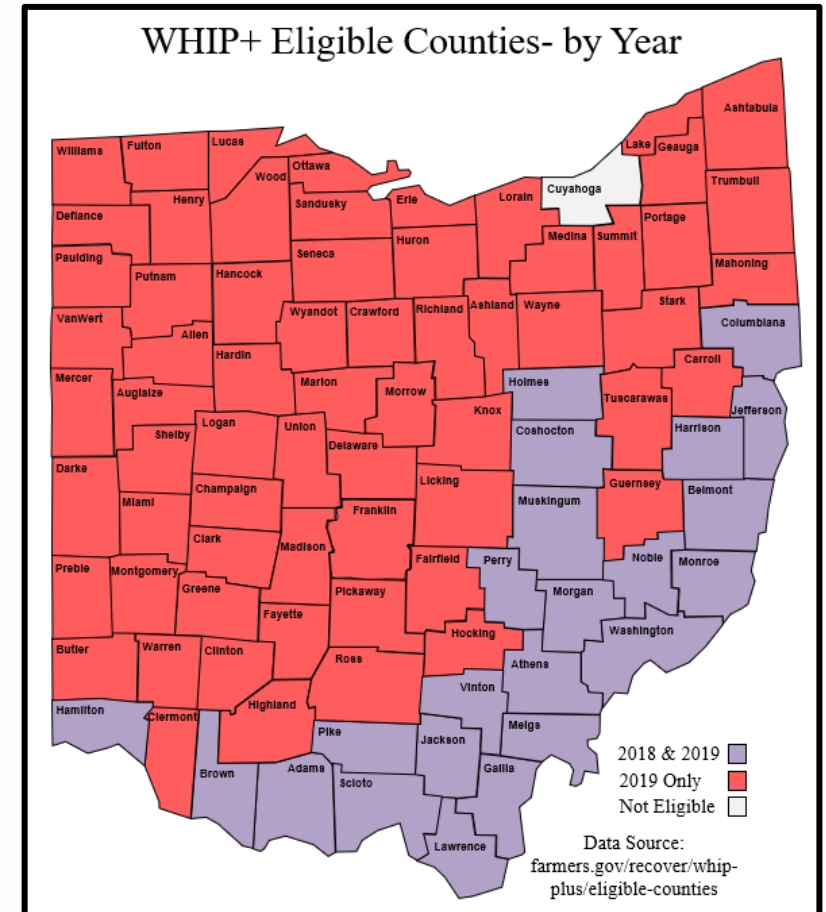 WHIP+ Eligible Counties- by Year
Ashtabula
Lucas
Fulton
Williams
Lake
Geauga
Ottawa
Wood
Trumbull
Cuyahoga
Henry
Erie
Lorain
Sandusky
Defiance
Portage
Medina
Summit
Huron
Seneca
Paulding
Mahoning
Putnam
Hancock
Stark
Wyandot
Crawford
Richland
Ashland
Wayne
VanWert
Columbiana
Allen
Hardin
Carroll
Mercer
Marion
Holmes
Auglaize
Morrow
Tuscarawas
Knox
Jefferson
Logan
Union
Harrison
Shelby
Coshocton
Delaware
Darke
Licking
Guernsey
Champaign
Belmont
Miami
Muskingum
Franklin
Clark
Madison
Fairfield
Perry
Noble
Monroe
Preble
Montgomery
Greene
Pickaway
Morgan
Fayette
Hocking
Washington
Butler
Warren
Clinton
Ross
Athens
Vinton
Highland
Hamilton
Clermont
Meigs
Pike
Jackson
Gallia
Brown
Adams
Scioto
Lawrence
2018 & 2019
2019 Only
Not Eligible
Data Source:
farmers.gov/recover/whip-
plus/eligible-counties